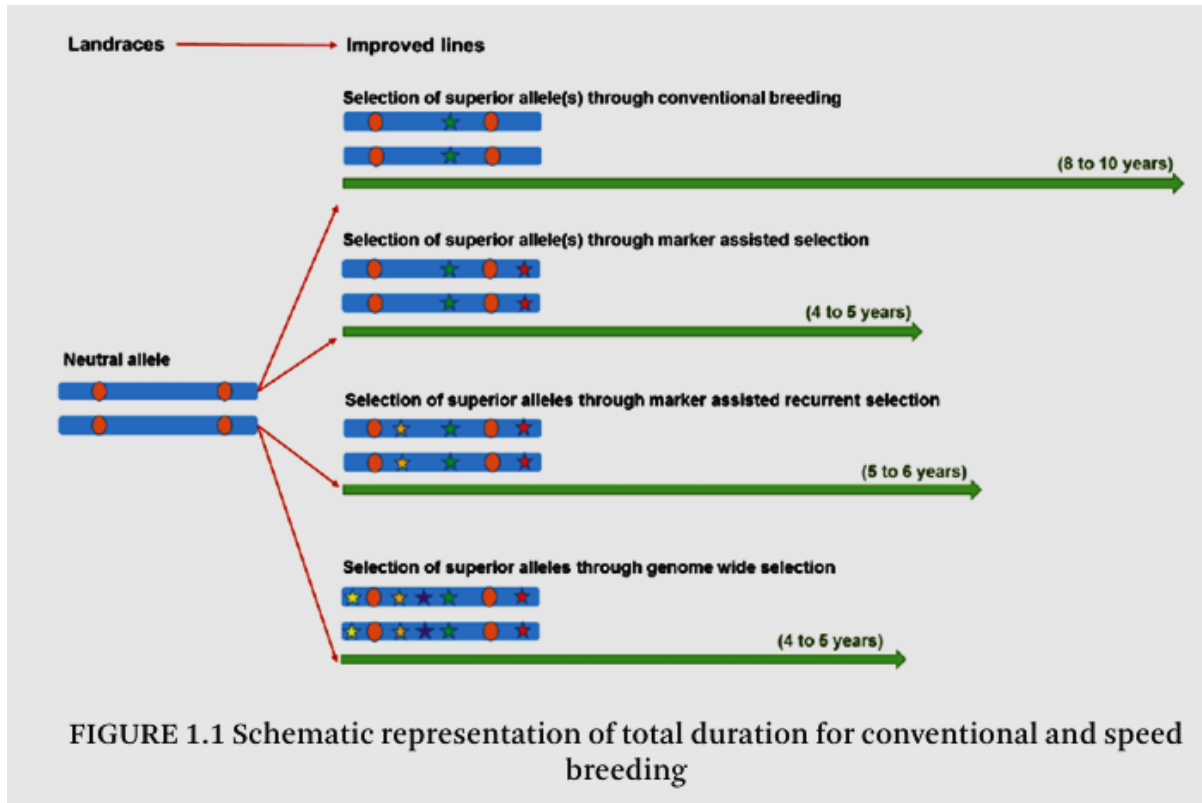 Landraces
Improved lines
Selection of superior allele(s) through conventional breeding
(8 to 10 years)
Selection of superior allele(s) through marker assisted selection
(4 to 5 years)
Neutral allele
Selection of superior alleles through marker assisted recurrent selection
(5 to 6 years)
Selection of superior alleles through genome wide selection
(4 to 5 years)
FIGURE 1.1 Schematic representation of total duration for conventional and speed
breeding